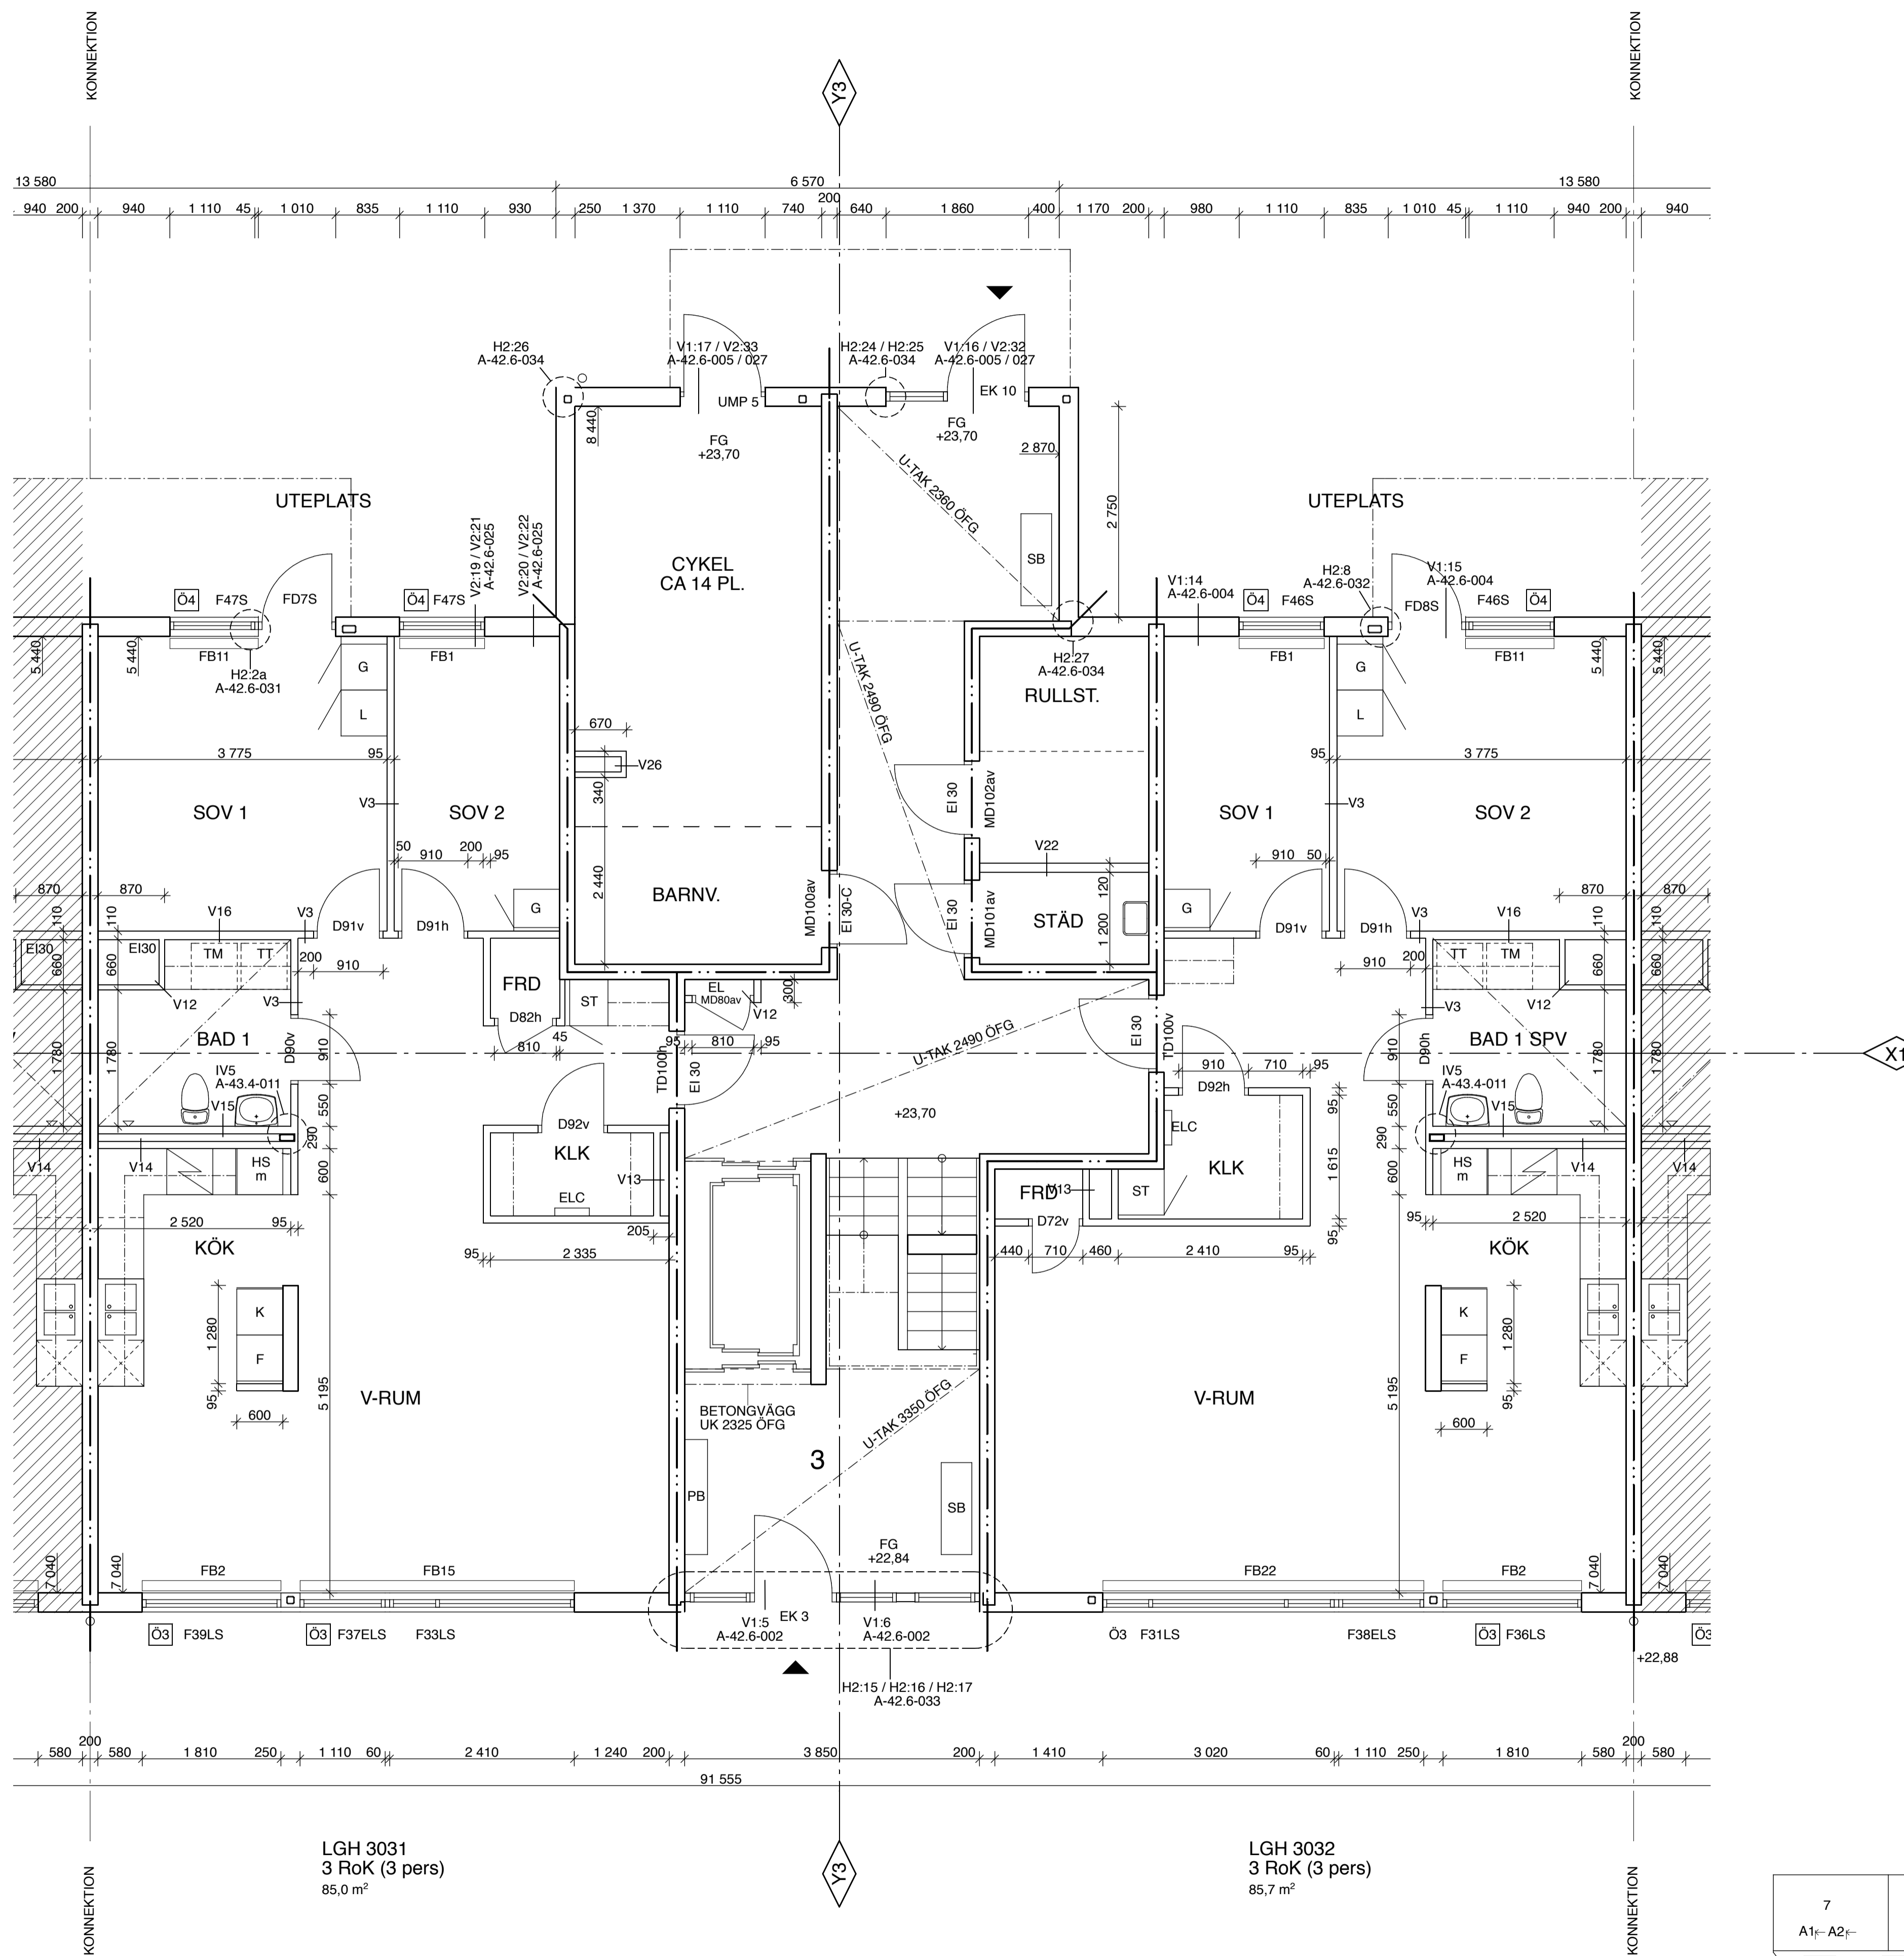 KONNEKTION
Y3
KONNEKTION
13 580
6 570
13 580
940 200 940 1 110 45 1 010 835 1 110 930 250 1 370 1 110 740 200 640 1 860 400 1 170 200 980 1 110 835 1 010 45 1 110 940 200 940
H2:26
A-42.6-034
V1:17 / V2:33
A-42.6-005 / 027
H2:24 / H2:25
A-42.6-034
V1:16 / V2:32
A-42.6-005 / 027
UMP 5
EK 10
8 440
FG
+23,70
FG
+23,70
2 870
U-TAK 2360 ÖFG
2 750
UTEPLATS
UTEPLATS
V2:19 / V2:21
A-42.6-025
V2:20 / V2:22
A-42.6-025
CYKEL
CA 14 PL.
SB
Ö4 F47S
FD7S
Ö4 F47S
V1:14
A-42.6-004
Ö4 F46S
H2:8
A-42.6-032
V1:15
A-42.6-004
FD8S
F46S Ö4
5 440
5 440
FB11
H2:2a
A-42.6-031
FB1
G
L
U-TAK 2490 ÖFG
H2:27
A-42.6-034
RULLST.
FB1
G
L
FB11
5 440
5 440
670
V26
340
3 775
95
95
3 775
V3
V3
SOV 1
SOV 2
EI 30
MD102av
SOV 1
SOV 2
50 910 200 95
V22
910 50
2 440
BARNV.
MD100av
EI 30-C
EI 30
MD101av
STÄD
120
1 200
870 870
870 870
G
G
110
110
V16
V3
D91v
D91h
D91v
D91h
V3
V16
110
110
EI30
EI30
TM
TT
200
910
660
660
V12
V3
FRD
D82h
ST
EL
MD80av
V12
300
910
200
TT
TM
V3
V12
660
660
BAD 1
D90v
910
810
45
95 810 95
TD100h
EI 30
U-TAK 2490 ÖFG
EI 30
TD100v
BAD 1 SPV
D90h
910
X1
1 780
1 780
1 780
1 780
IV5
A-43.4-011
V15
550
290
D92v
+23,70
910 710 95
D92h
95
IV5
A-43.4-011
V15
550
290
V14
V14
HS
m
600
KLK
V13
ELC
ELC
KLK
1 615
95
FRD
V13
ST
D72v
600
HS
m
V14
V14
2 520
95
205
95
2 335
440 710 460 2 410 95
95
2 520
KÖK
KÖK
K
F
1 280
95
600
5 195
V-RUM
BETONGVÄGG
UK 2325 ÖFG
U-TAK 3350 ÖFG
V-RUM
5 195
K
F
1 280
95
600
3
PB
SB
FG
+22,84
7 040
7 040
FB2
FB15
FB22
FB2
7 040
7 040
Ö3 F39LS
Ö3 F37ELS
F33LS
V1:5
A-42.6-002
EK 3
V1:6
A-42.6-002
Ö3 F31LS
F38ELS
Ö3 F36LS
Ö3
+22,88
H2:15 / H2:16 / H2:17
A-42.6-033
580 200 580 1 810 250 1 110 60 2 410 1 240 200 3 850 200 1 410 3 020 60 1 110 250 1 810 580 200 580
91 555
LGH 3031
3 RoK (3 pers)
85,0 m²
LGH 3032
3 RoK (3 pers)
85,7 m²
KONNEKTION
Y3
KONNEKTION
7
A1 A2